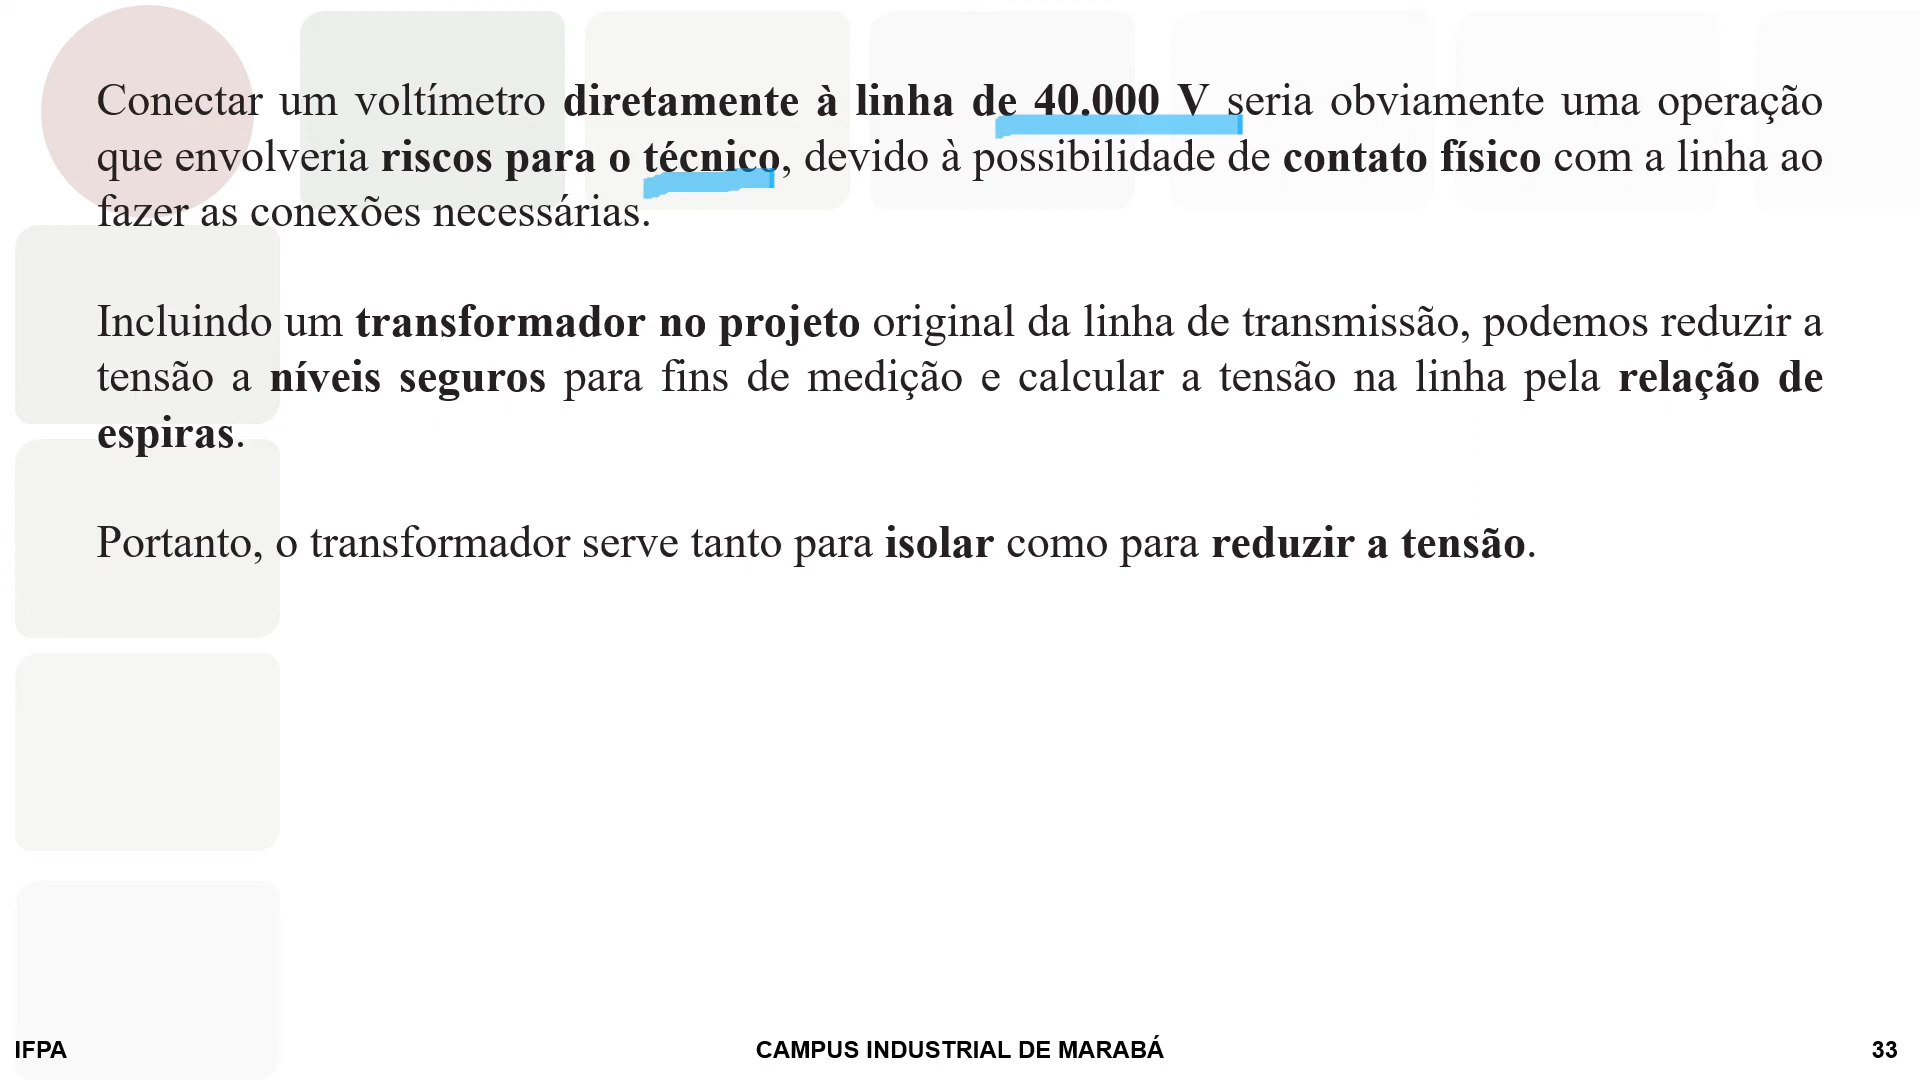 Conectar um voltímetro diretamente à linha de 40.000 V seria obviamente uma operação
que envolveria riscos para o técnico, devido à possibilidade de contato físico com a linha ao
fazer as conexões necessárias.
Incluindo um transformador no projeto original da linha de transmissão, podemos reduzir a
tensão a níveis seguros para fins de medição e calcular a tensão na linha pela relação de
espiras.
Portanto, o transformador serve tanto para isolar como para reduzir a tensão.
IFPA
CAMPUS INDUSTRIAL DE MARABÁ
33